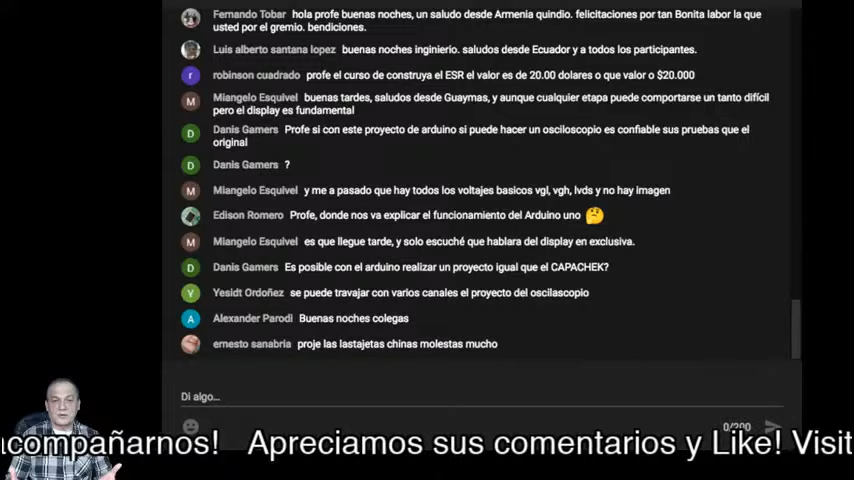 Fernando Tobar hola profe buenas noches, un saludo desde Armenia quindio. felicitaciones por tan Bonita labor la que
usted por el gremio. bendiciones.
Luis alberto santana lopez buenas noches inginierio. saludos desde Ecuador y a todos los participantes.
robinson cuadrado profe el curso de construya el ESR el valor es de 20.00 dolares o que valor o $20.000
M
Miangelo Esquivel buenas tardes, saludos desde Guaymas, y aunque cualquier etapa puede comportarse un tanto difícil
pero el display es fundamental
D
Danis Gamers Profe si con este proyecto de arduino si puede hacer un osciloscopio es confiable sus pruebas que el
original
D
Danis Gamers ?
M
Miangelo Esquivel y me a pasado que hay todos los voltajes basicos vgl, vgh, lvds y no hay imagen
Edison Romero Profe, donde nos va explicar el funcionamiento del Arduino uno 🤔
M
Miangelo Esquivel es que llegue tarde, y solo escuché que hablara del display en exclusiva.
D
Danis Gamers Es posible con el arduino realizar un proyecto igual que el CAPACHEK?
Y
Yesidt Ordoñez se puede travajar con varios canales el proyecto del oscilascopio
A
Alexander Parodi Buenas noches colegas
ernesto sanabria proje las lastajetas chinas molestas mucho
Di algo...
0/200
acompañarnos! Apreciamos sus comentarios y Like! Visit